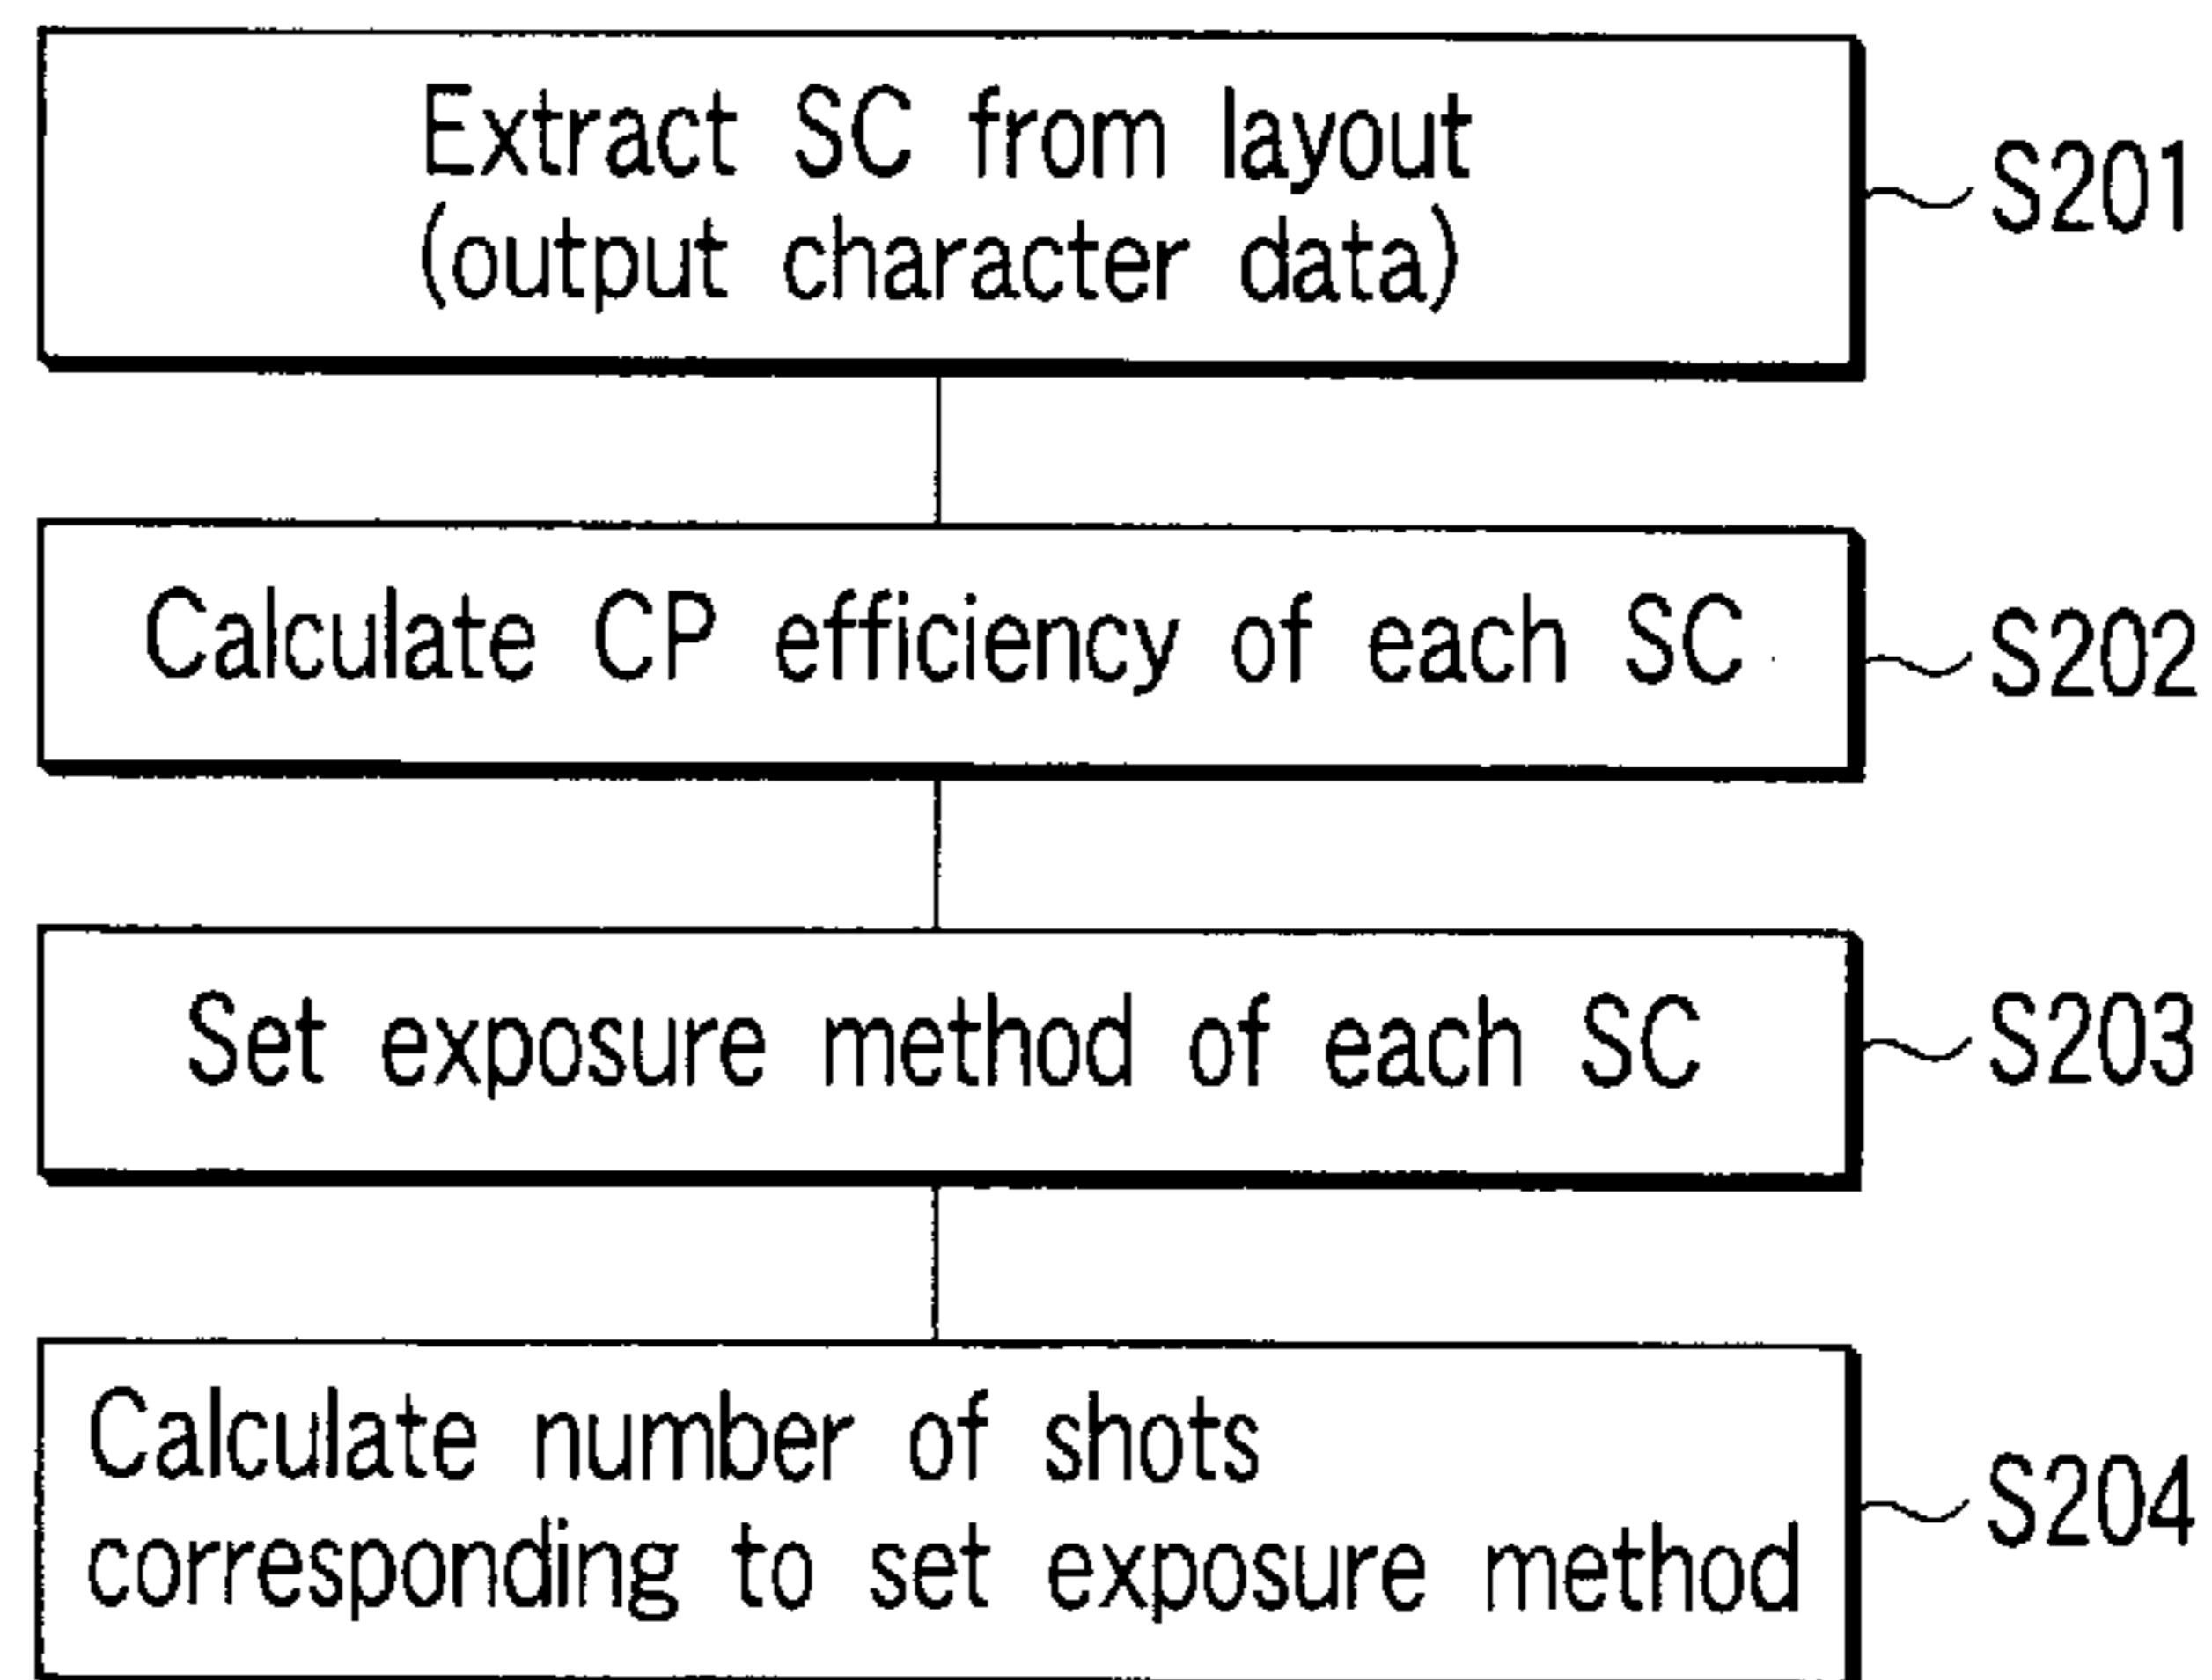 Extract SC from layout
(output character data)
S201
Calculate CP efficiency of each SC
S202
Set exposure method of each SC
S203
Calculate number of shots
corresponding to set exposure method
S204